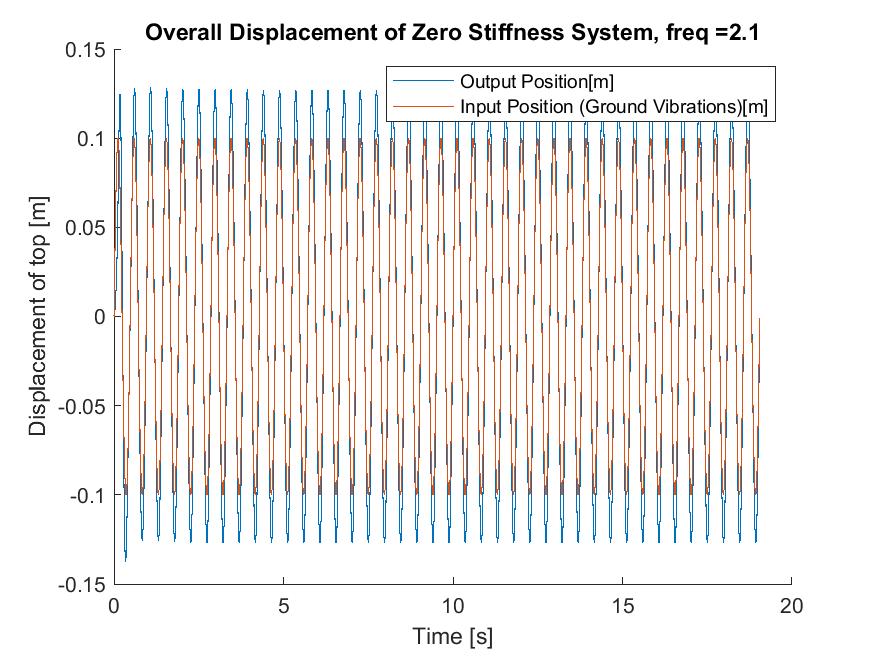 Overall Displacement of Zero Stiffness System, freq =2.1
0.15
Output Position[m]
Input Position (Ground Vibrations)[m]
0.1
0.05
0
-0.05
-0.1
-0.15
Displacement of top [m]
0 5 10 15 20
Time [s]